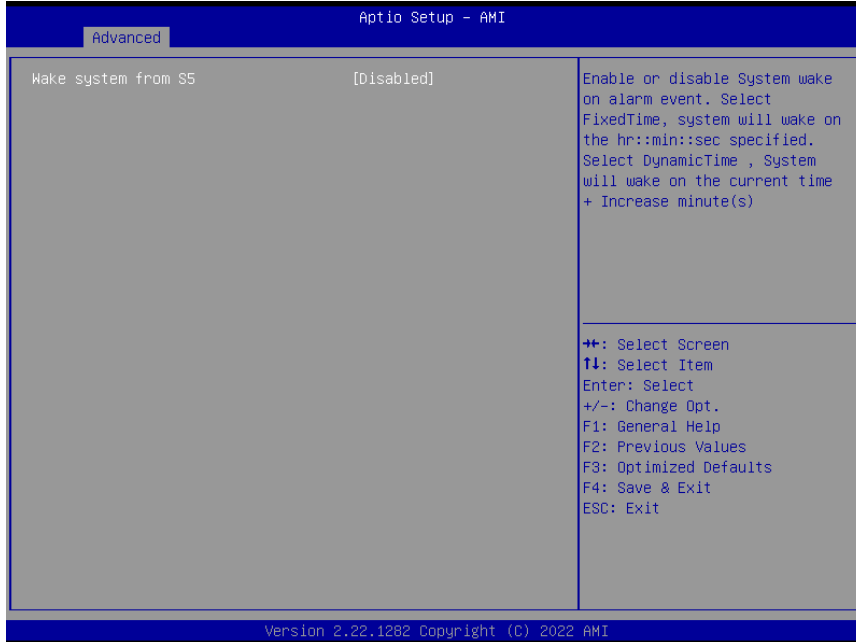 Aptio Setup – AMI
Advanced
Wake system from S5 [Disabled]
Enable or disable System wake
on alarm event. Select
FixedTime, system will wake on
the hr::min::sec specified.
Select DynamicTime , System
will wake on the current time
+ Increase minute(s)
→←: Select Screen
↑↓: Select Item
Enter: Select
+/-: Change Opt.
F1: General Help
F2: Previous Values
F3: Optimized Defaults
F4: Save & Exit
ESC: Exit
Version 2.22.1282 Copyright (C) 2022 AMI